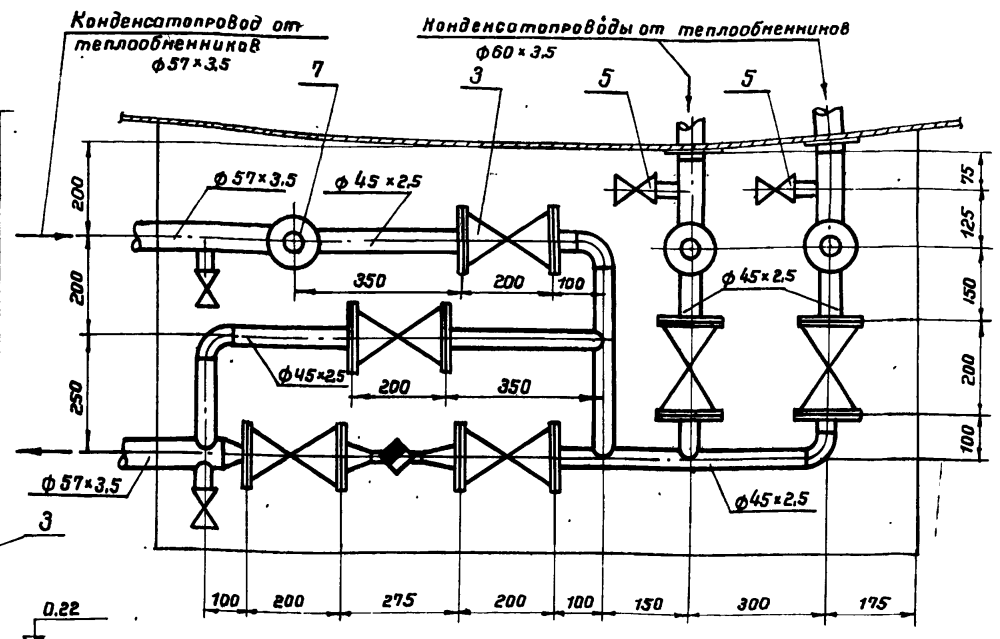 Конденсатопровод от
теплообменников
ф57×3,5
Конденсатопроводы от теплообменников
ф60×3,5
7
3
5
5
ф57×3,5
ф45×2,5
200
75
125
200
350
200
100
ф45×2,5
150
ф45×25
200
350
250
200
100
ф57×3,5
ф45×2,5
3
100
200
275
200
100
150
300
175
0.22